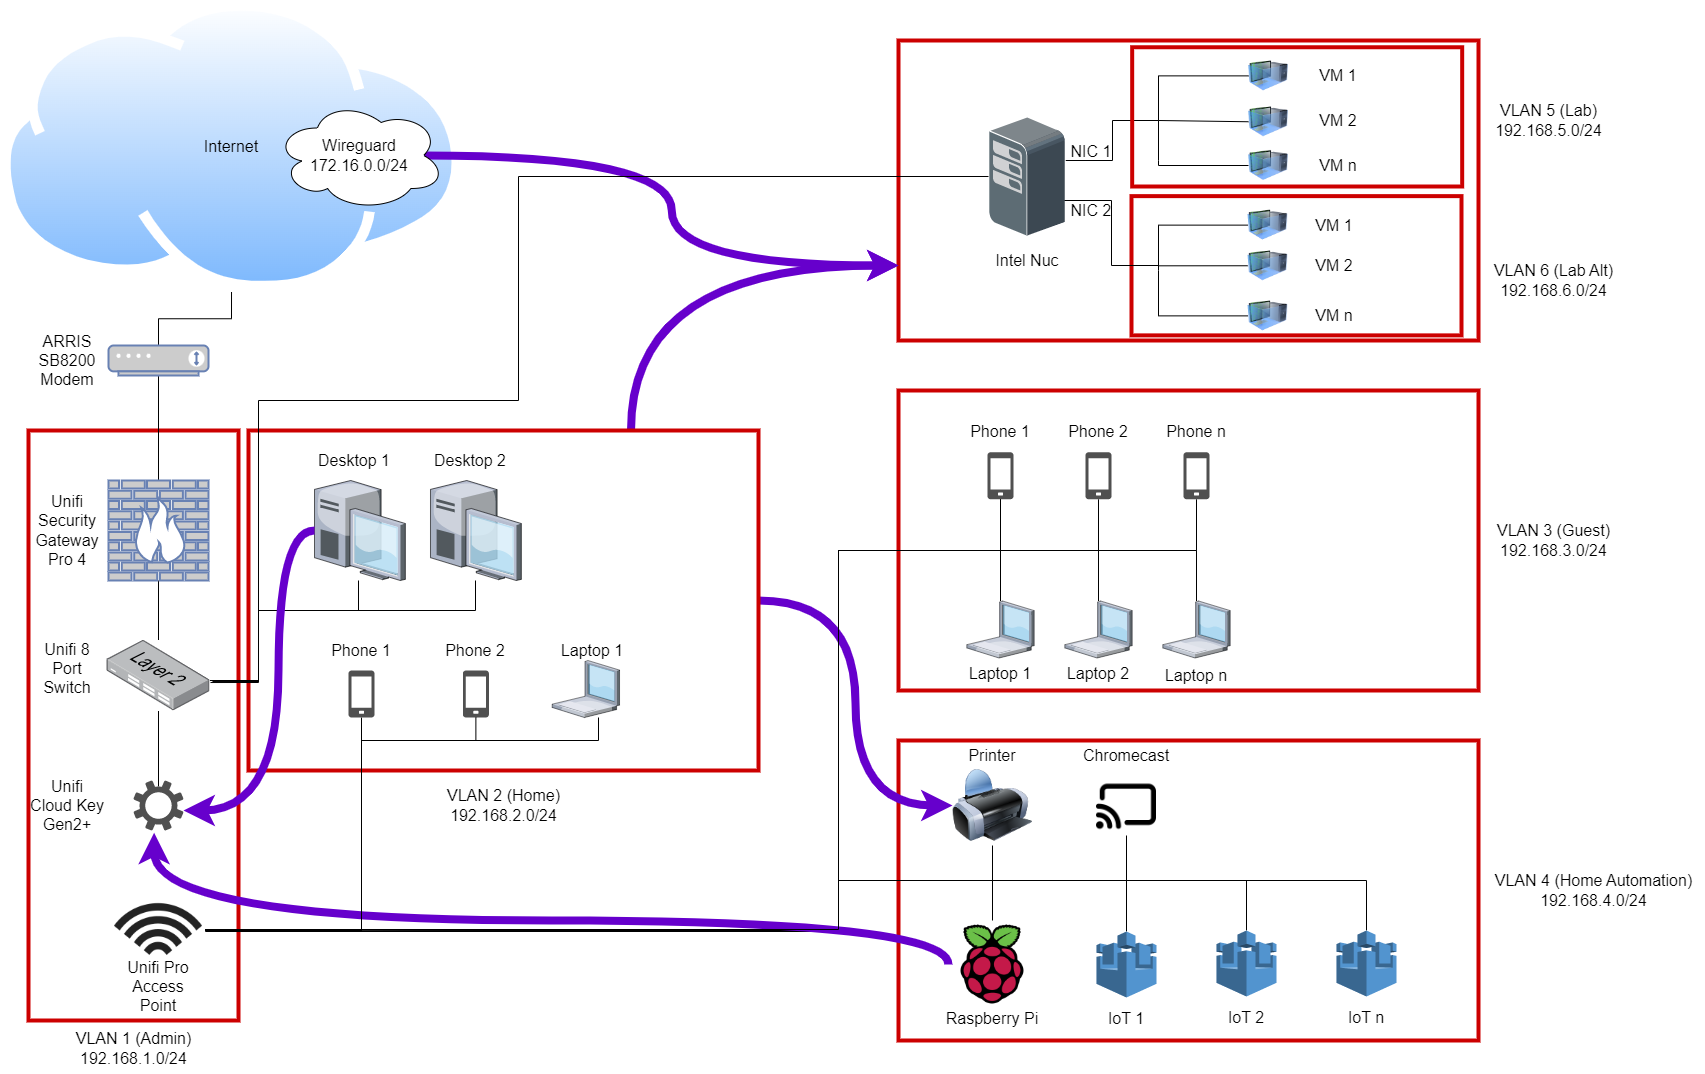 Internet
Wireguard
172.16.0.0/24
ARRIS
SB8200
Modem
Unifi
Security
Gateway
Pro 4
Unifi 8
Port
Switch
Layer 2
Unifi
Cloud Key
Gen2+
Unifi Pro
Access
Point
VLAN 1 (Admin)
192.168.1.0/24
Desktop 1
Desktop 2
Phone 1
Phone 2
Laptop 1
VLAN 2 (Home)
192.168.2.0/24
Intel Nuc
NIC 1
NIC 2
VM 1
VM 2
VM n
VLAN 5 (Lab)
192.168.5.0/24
VM 1
VM 2
VM n
VLAN 6 (Lab Alt)
192.168.6.0/24
Phone 1
Phone 2
Phone n
Laptop 1
Laptop 2
Laptop n
VLAN 3 (Guest)
192.168.3.0/24
Printer
Chromecast
Raspberry Pi
IoT 1
IoT 2
IoT n
VLAN 4 (Home Automation)
192.168.4.0/24